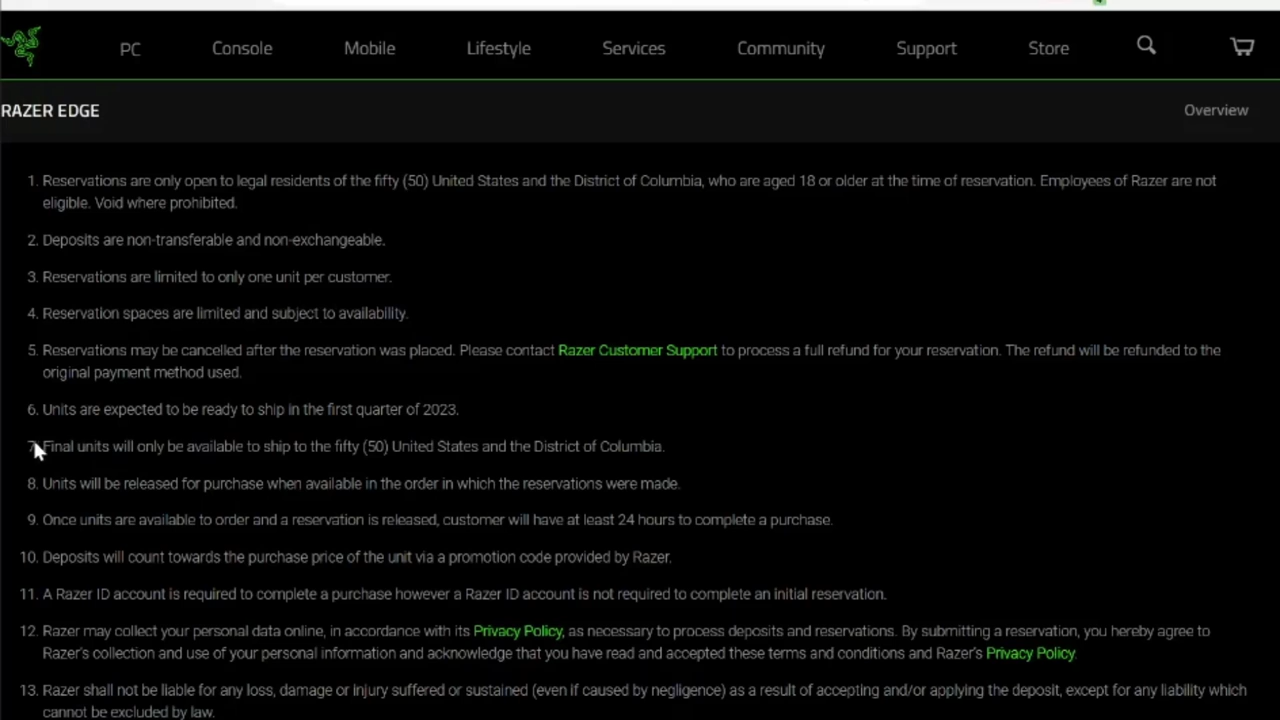 PC Console Mobile Lifestyle Services Community Support Store
RAZER EDGE Overview
1. Reservations are only open to legal residents of the fifty (50) United States and the District of Columbia, who are aged 18 or older at the time of reservation. Employees of Razer are not
eligible. Void where prohibited.
2. Deposits are non-transferable and non-exchangeable.
3. Reservations are limited to only one unit per customer.
4. Reservation spaces are limited and subject to availability.
5. Reservations may be cancelled after the reservation was placed. Please contact Razer Customer Support to process a full refund for your reservation. The refund will be refunded to the
original payment method used.
6. Units are expected to be ready to ship in the first quarter of 2023.
7. Final units will only be available to ship to the fifty (50) United States and the District of Columbia.
8. Units will be released for purchase when available in the order in which the reservations were made.
9. Once units are available to order and a reservation is released, customer will have at least 24 hours to complete a purchase.
10. Deposits will count towards the purchase price of the unit via a promotion code provided by Razer.
11. A Razer ID account is required to complete a purchase however a Razer ID account is not required to complete an initial reservation.
12. Razer may collect your personal data online, in accordance with its Privacy Policy, as necessary to process deposits and reservations. By submitting a reservation, you hereby agree to
Razer's collection and use of your personal information and acknowledge that you have read and accepted these terms and conditions and Razer's Privacy Policy.
13. Razer shall not be liable for any loss, damage or injury suffered or sustained (even if caused by negligence) as a result of accepting and/or applying the deposit, except for any liability which
cannot be excluded by law.